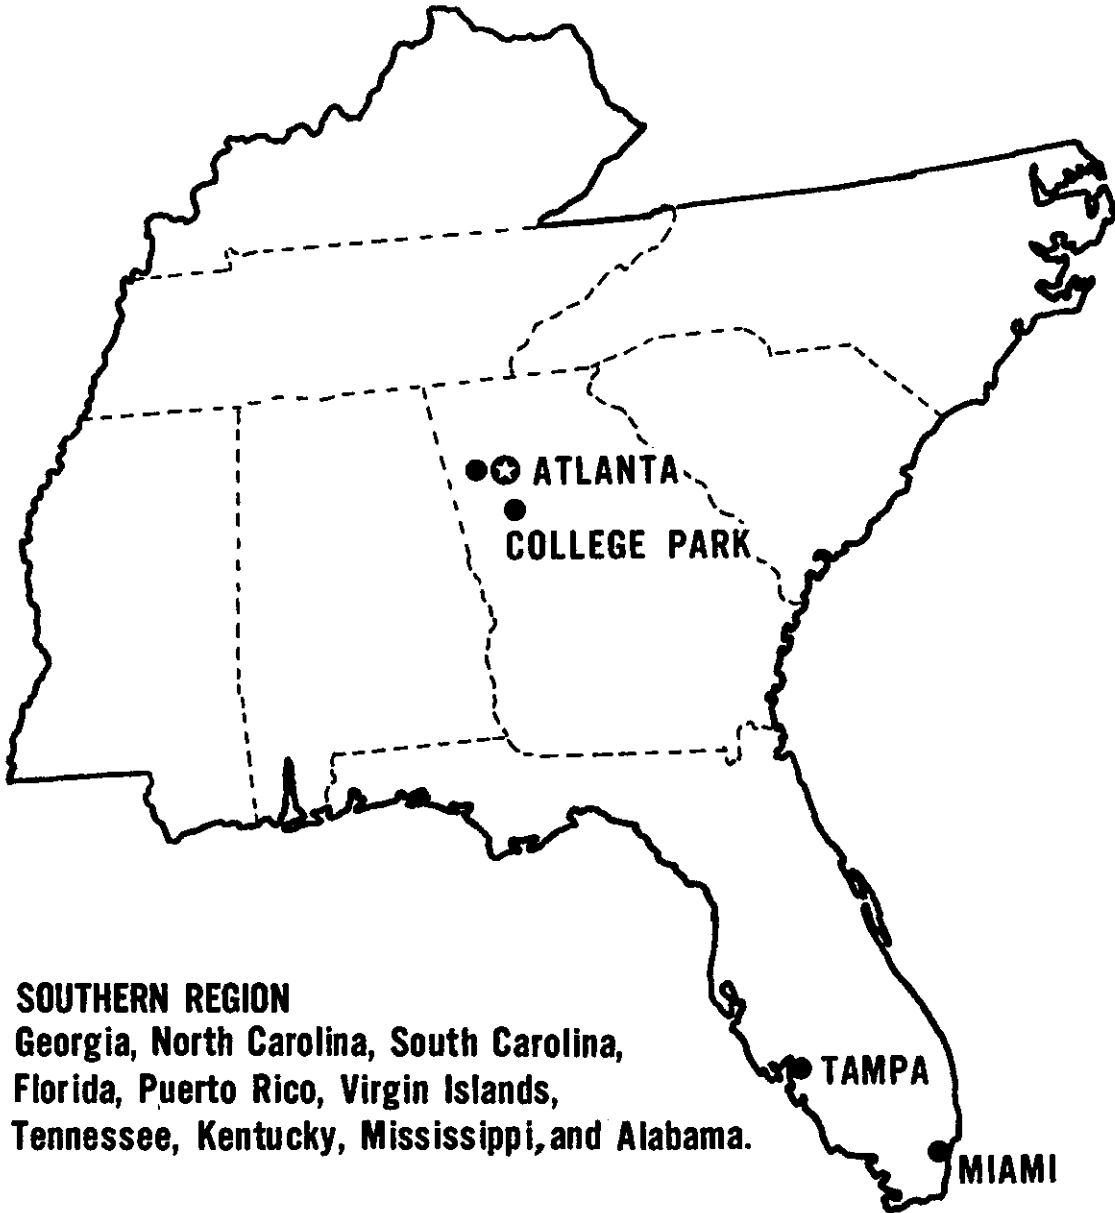 ATLANTA
COLLEGE PARK
SOUTHERN REGION
Georgia, North Carolina, South Carolina,
Florida, Puerto Rico, Virgin Islands,
Tennessee, Kentucky, Mississippi, and Alabama.
TAMPA
MIAMI